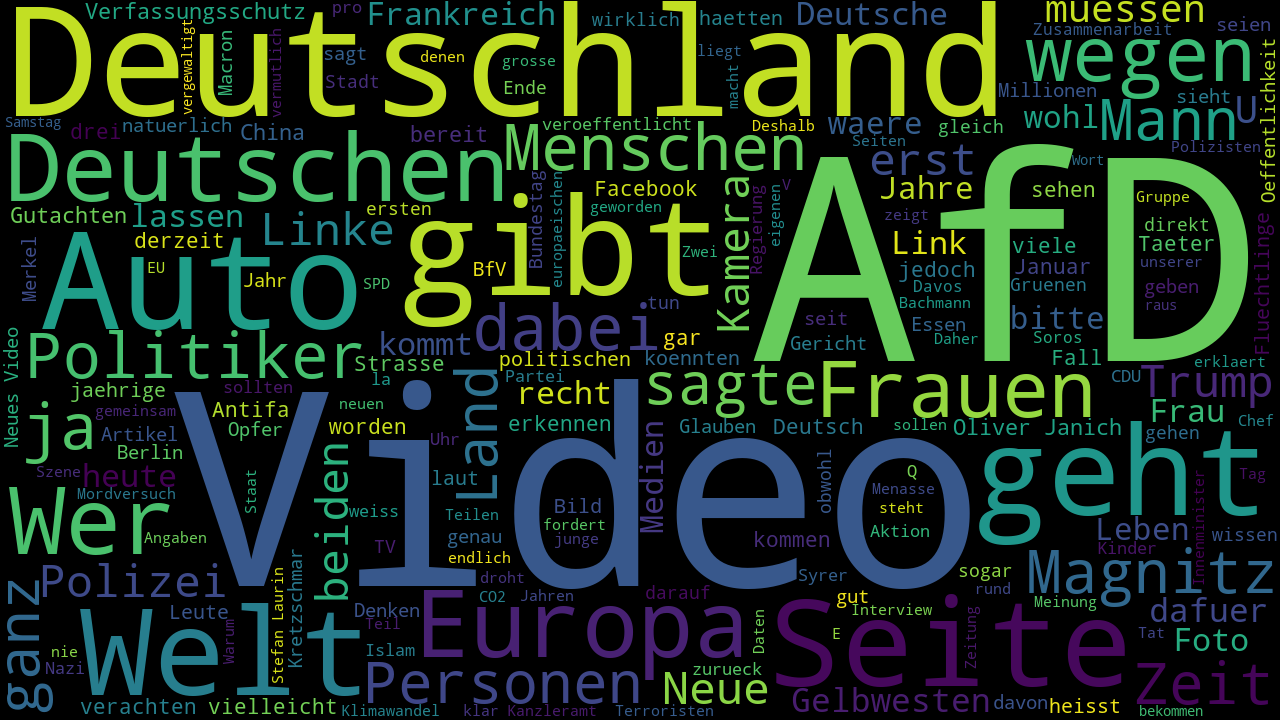 Verfassungsschutz pro Frankreich wirklich haetten Deutsche muessen seien
Deutschland
vergewaltigt Macron vermutlich sagt Stadt denen grosse Ende liegt macht Zusammenarbeit wegen Oeffentlichkeit
Millionen sieht U
Samstag drei natuerlich China bereit veroeffentlicht Deshalb waere gleich wohl Mann
Deutschen Menschen Seiten erst Wort Polizisten
AfD
Gutachten lassen ersten Bundestag europaeischen Facebook geworden Kamera Regierung V eigenen Jahre sehen Gruppe
derzeit Linke gibt Zwei zeigt Link viele direkt Taeter unserer Fluechtlinge
Merkel Auto EU Jahr SPD BfV jedoch Januar Gruenen geben raus
Davos Bachmann
dabei tun seit Essen bitte
Neues Video Politiker kommt gar Gericht Daher Soros Fall erklaert
Strasse politischen koennten
jaehrige sollten la Partei recht sagte Frauen CDU Trump
ja gemeinsam Antifa neuen Land Frau Chef
Artikel Opfer worden erkennen Glauben Deutsch sollen Oliver Janich gehen
Berlin Uhr Medien
Video
Szene heute Staat beiden laut obwohl Q geht Tag
Wer Mordversuch weiss Teilen Bild fordert junge Menasse steht Leben wissen
Angaben TV genau kommen Aktion Kinder Innenminister
endlich
ganz Polizei Stefan Laurin Kretzschmar droht Syrer sogar Magnitz
CO2 Jahren darauf gut rund Meinung
Welt Leute Warum Denken Europa Daten Interview E Seite Zeitung dafuer
Teil Tat Foto
nie Nazi Islam zurueck
Personen Neue Zeit
verachten vielleicht Klimawandel klar Kanzleramt Terroristen Gelbwesten davon heisst bekommen